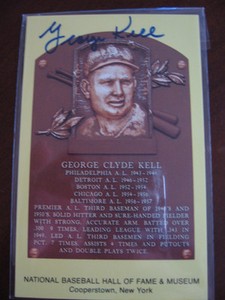 George Kell
GEORGE CLYDE KELL
PHILADELPHIA A. L., 1943-1946
DETROIT A. L., 1946-1952
BOSTON A. L., 1952-1954
CHICAGO A. L., 1954-1956
BALTIMORE A. L., 1956-1957
PREMIER A. L. THIRD BASEMAN OF 1940'S AND
1950'S. SOLID HITTER AND SURE-HANDED FIELDER
WITH STRONG, ACCURATE ARM. BATTED OVER
.300 9 TIMES, LEADING LEAGUE WITH .343 IN
1949. LED A. L. THIRD BASEMEN IN FIELDING
PCT. 7 TIMES, ASSISTS 4 TIMES AND PUTOUTS
AND DOUBLE PLAYS TWICE.
NATIONAL BASEBALL HALL OF FAME & MUSEUM
Cooperstown, New York